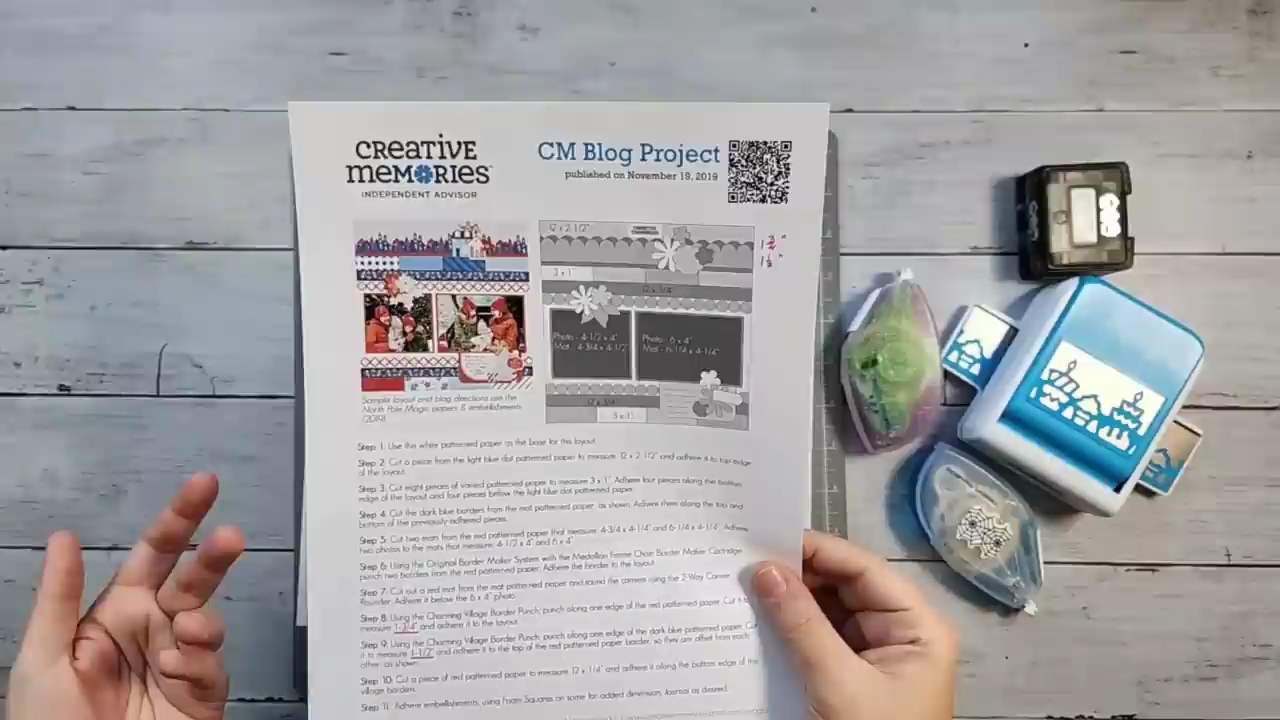 CREATIVE
MEMORIES
INDEPENDENT ADVISOR
CM Blog Project
published on November 19, 2019
12 x 2 1/2"
1 3/4"
1 1/2"
3 x 1"
12 x 1/4"
Photo - 4-1/2 x 4"
Mat - 4-3/4 x 4-1/2"
Photo - 6 x 4"
Mat - 6-1/4 x 4-1/4"
3 x 1"
Sample layout and blog directions use the
North Pole Magic papers & embellishments
(2019)
Step 1: Use the white patterned paper as the base for this layout.
Step 2: Cut a piece from the light blue dot patterned paper to measure 12 x 2-1/2" and adhere it to top edge
of the layout.
Step 3: Cut eight pieces of varied patterned paper to measure 3 x 1". Adhere four pieces along the bottom
edge of the layout and four pieces below the light blue dot patterned paper.
Step 4: Cut the dark blue borders from the mat patterned paper, as shown. Adhere them along the top and
bottom of the previously-adhered pieces.
Step 5: Cut two mats from the red patterned paper that measure: 4-3/4 x 4-1/4" and 6-1/4 x 4-1/4". Adhere
two photos to the mats that measure: 4-1/2 x 4" and 6 x 4".
Step 6: Using the Original Border Maker System with the Medallion Frame Chain Border Maker Cartridge,
punch two borders from the red patterned paper. Adhere the border to the layout.
Step 7: Cut out a red mat from the mat patterned paper and round the corners using the 2-Way Corner
Rounder. Adhere it below the 6 x 4" photo.
Step 8: Using the Charming Village Border Punch, punch along one edge of the red patterned paper. Cut it to
measure 1-3/4" and adhere it to the layout.
Step 9: Using the Charming Village Border Punch, punch along one edge of the dark blue patterned paper. Cut
it to measure 1-1/2" and adhere it to the top of the red patterned paper border, so they are offset from each
other, as shown.
Step 10: Cut a piece of red patterned paper to measure 12 x 1/4" and adhere it along the bottom edge of the
village borders.
Step 11: Adhere embellishments, using Foam Squares on some for added dimension. Journal as desired.